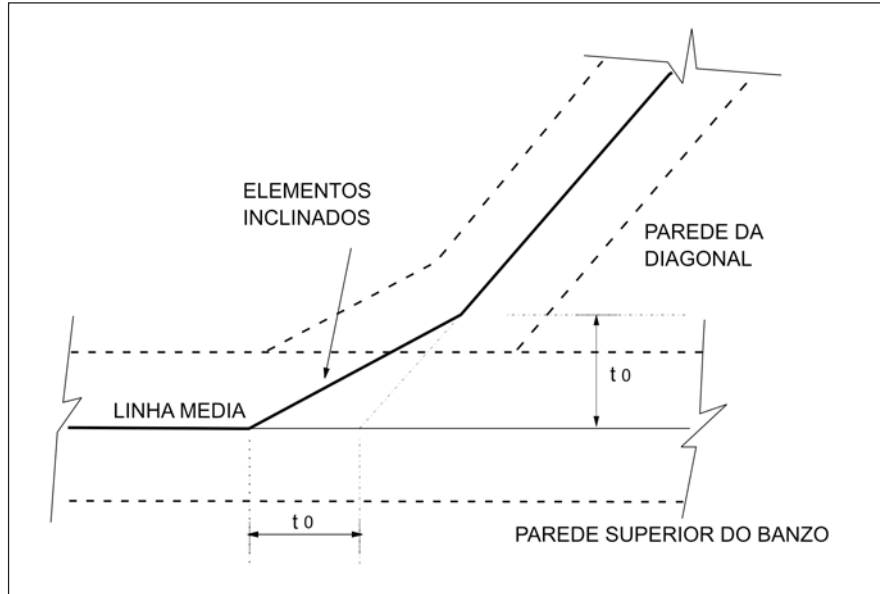 ELEMENTOS
INCLINADOS
PAREDE DA
DIAGONAL
t 0
LINHA MEDIA
t 0
PAREDE SUPERIOR DO BANZO